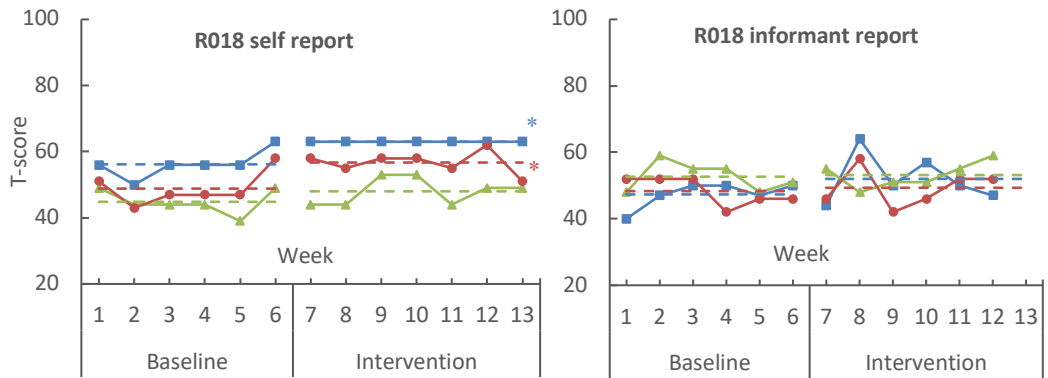 R018 self report
T-score
100
80
60
40
20
*
*
Week
1 2 3 4 5 6 7 8 9 10 11 12 13
Baseline Intervention
R018 informant report
100
80
60
40
20
Week
1 2 3 4 5 6 7 8 9 10 11 12 13
Baseline Intervention